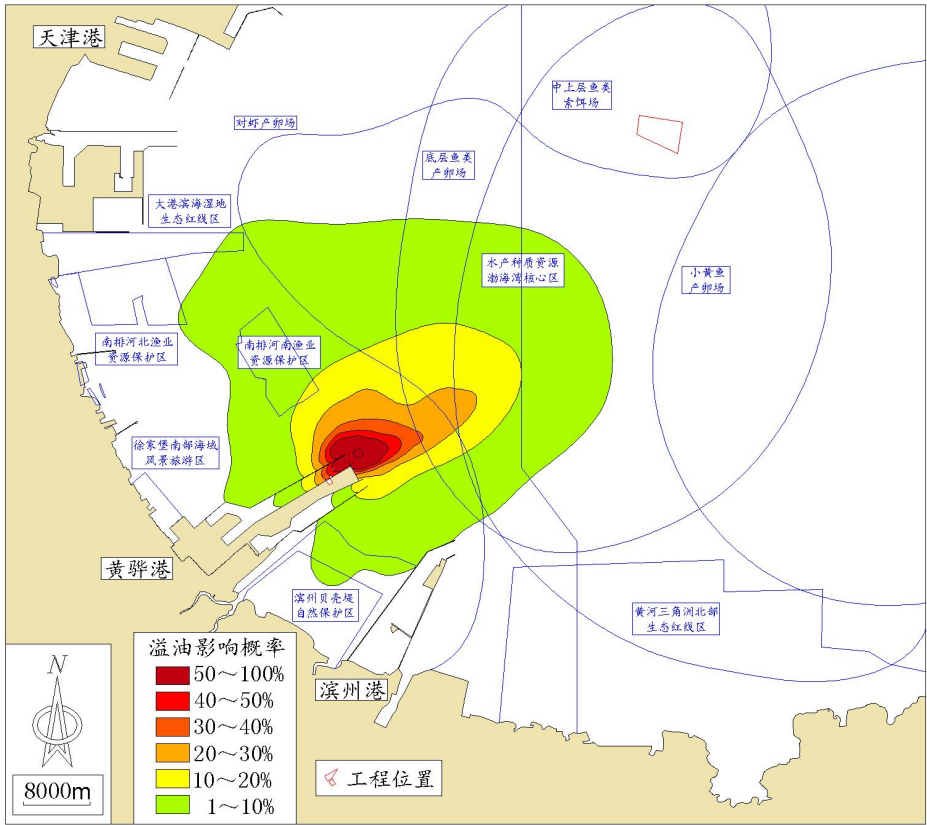 天津港
中上层鱼类
索饵场
对虾产卵场
底层鱼类
产卵场
大港滨海湿地
生态红线区
水产种质资源
渤海湾核心区
小黄鱼
产卵场
南排河北渔业
资源保护区
南排河南渔业
资源保护区
徐家堡南部海域
风景旅游区
黄骅港
滨州贝壳堤
自然保护区
黄河三角洲北部
生态红线区
溢油影响概率
50～100%
40～50%
30～40%
20～30%
10～20%
1～10%
滨州港
工程位置
N
8000m